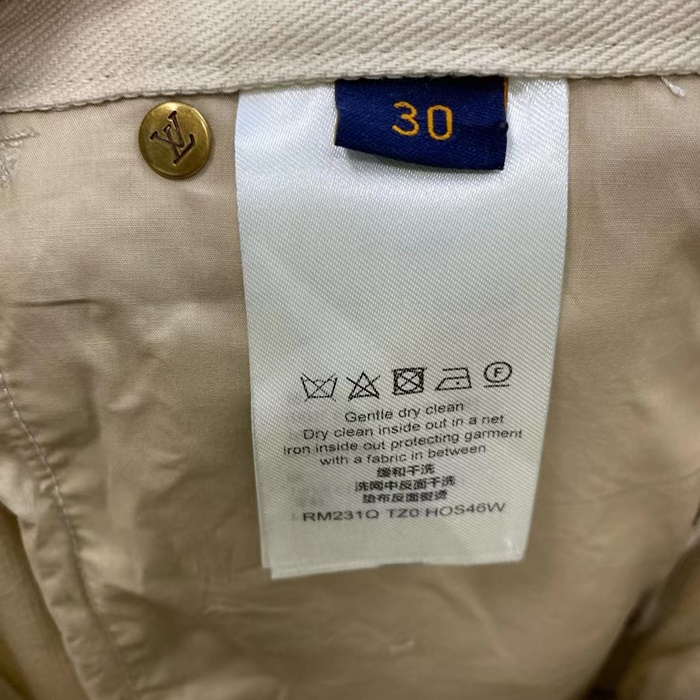 30
LV
F
Gentle dry clean
Dry clean inside out in a net
Iron inside out protecting garment
with a fabric in between
缓和干洗
洗网中反面干洗
垫布反面熨烫
RM231Q TZ0 HOS46W